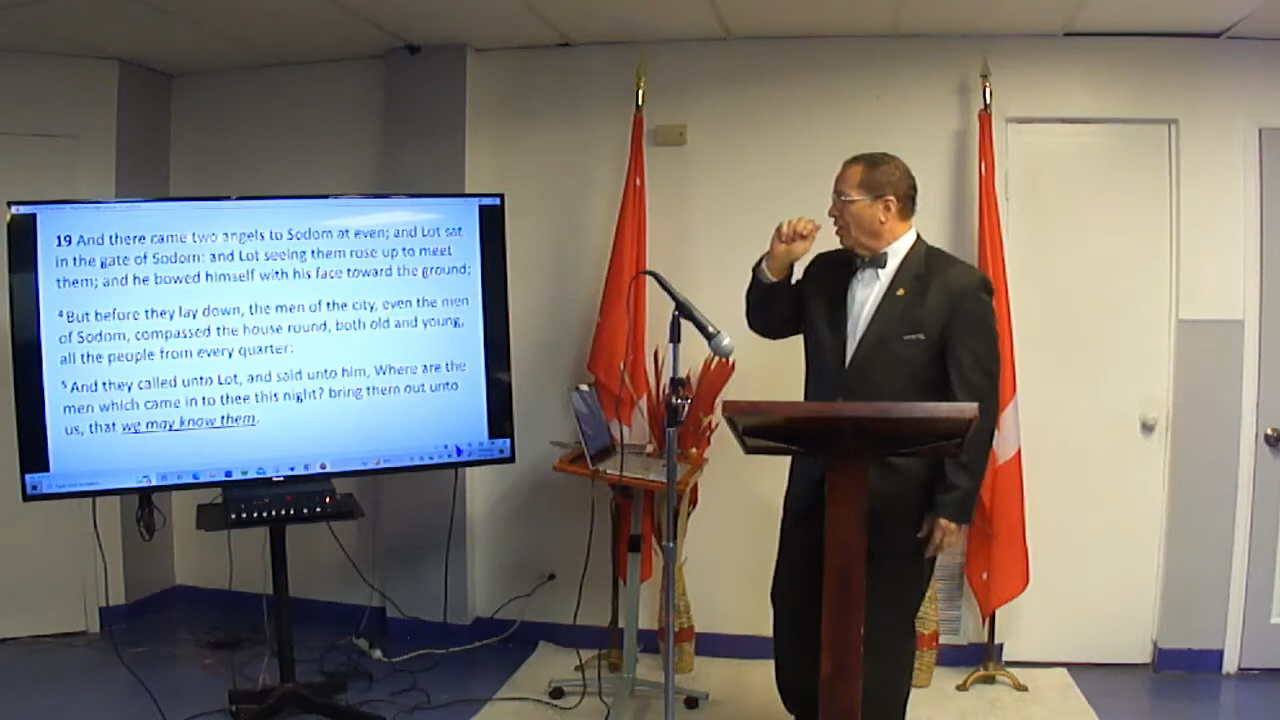 19 And there came two angels to Sodom at even; and Lot sat
in the gate of Sodom: and Lot seeing them rose up to meet
them; and he bowed himself with his face toward the ground;
4 But before they lay down, the men of the city, even the men
of Sodom, compassed the house round, both old and young,
all the people from every quarter:
5 And they called unto Lot, and said unto him, Where are the
men which came in to thee this night? bring them out unto
us, that we may know them.